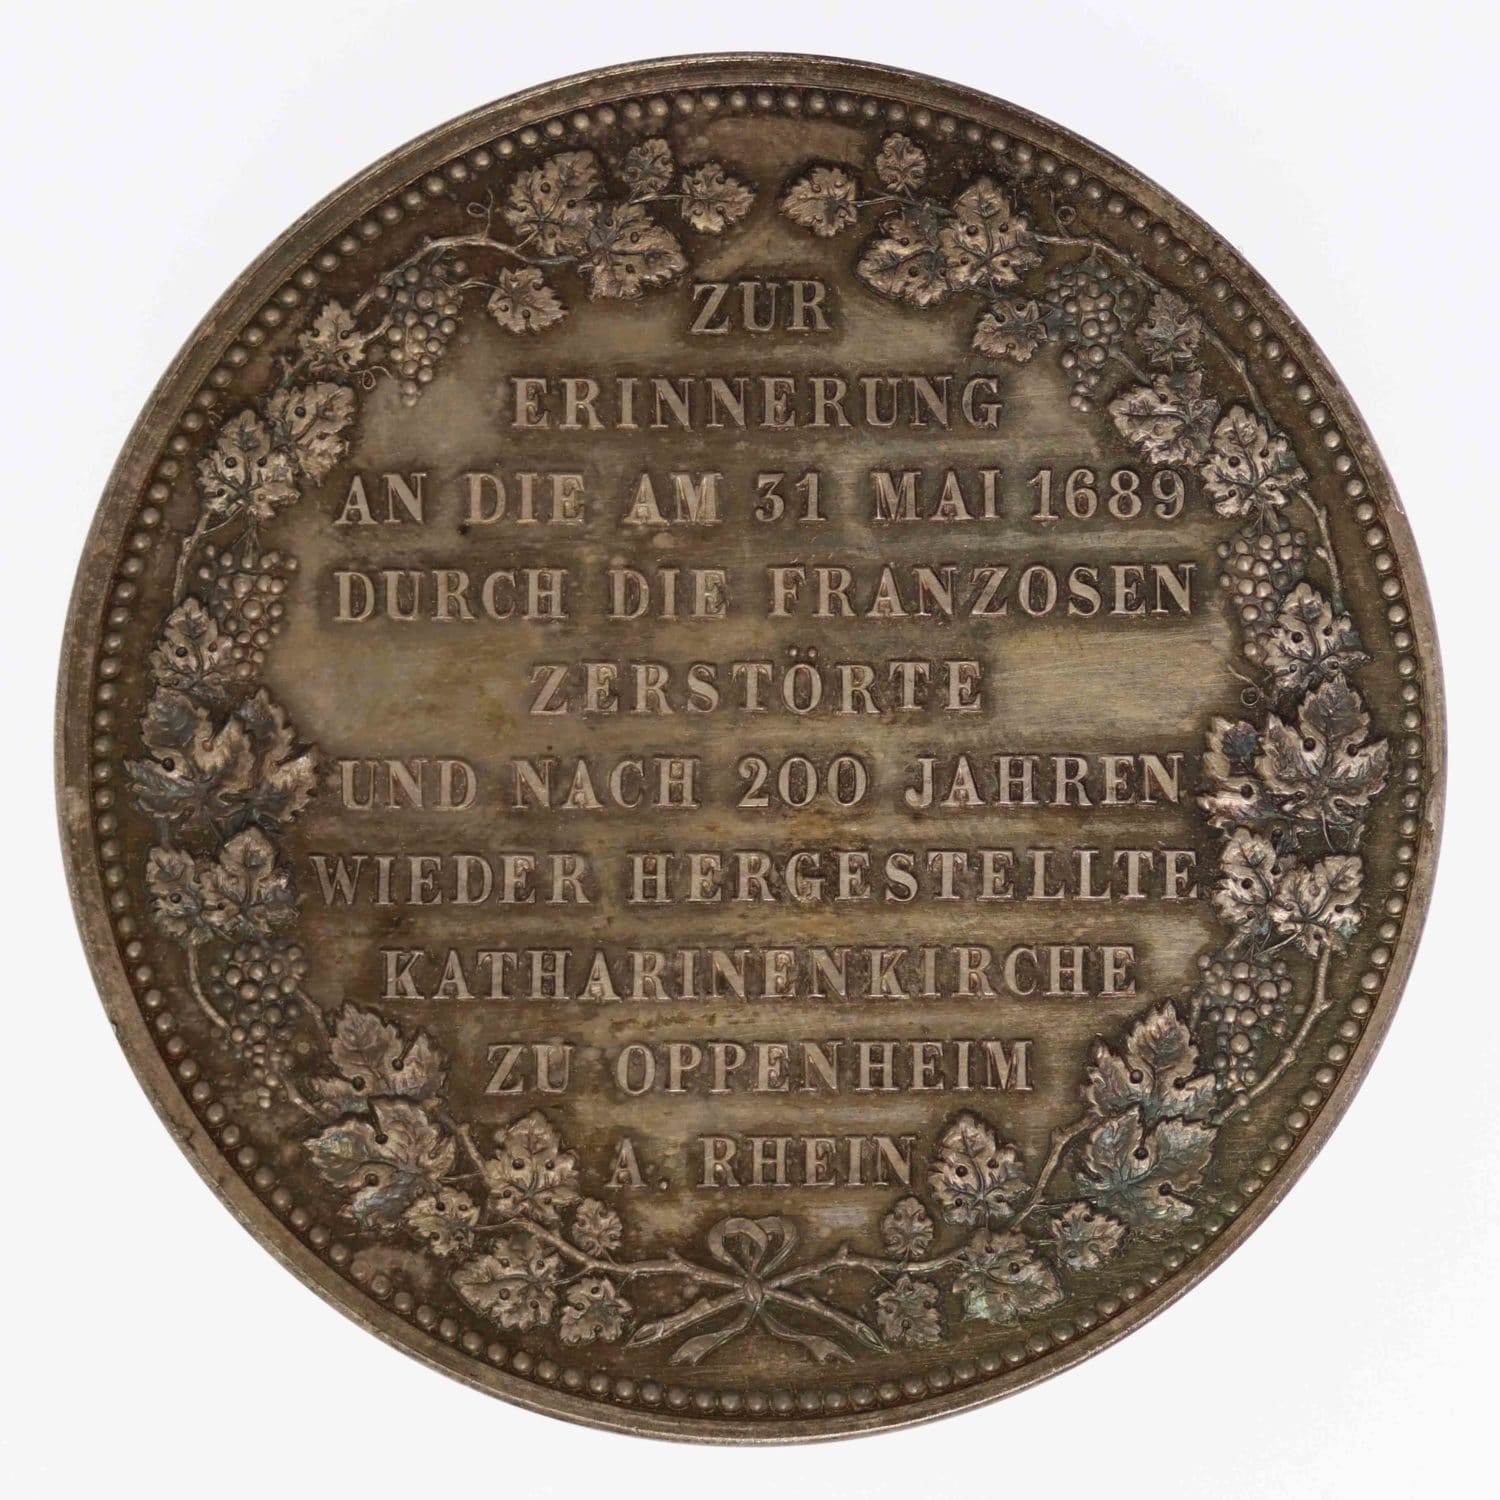 ZUR
ERINNERUNG
AN DIE AM 31 MAI 1689
DURCH DIE FRANZOSEN
ZERSTÖRTE
UND NACH 200 JAHREN
WIEDER HERGESTELLTE
KATHARINENKIRCHE
ZU OPPENHEIM
A. RHEIN